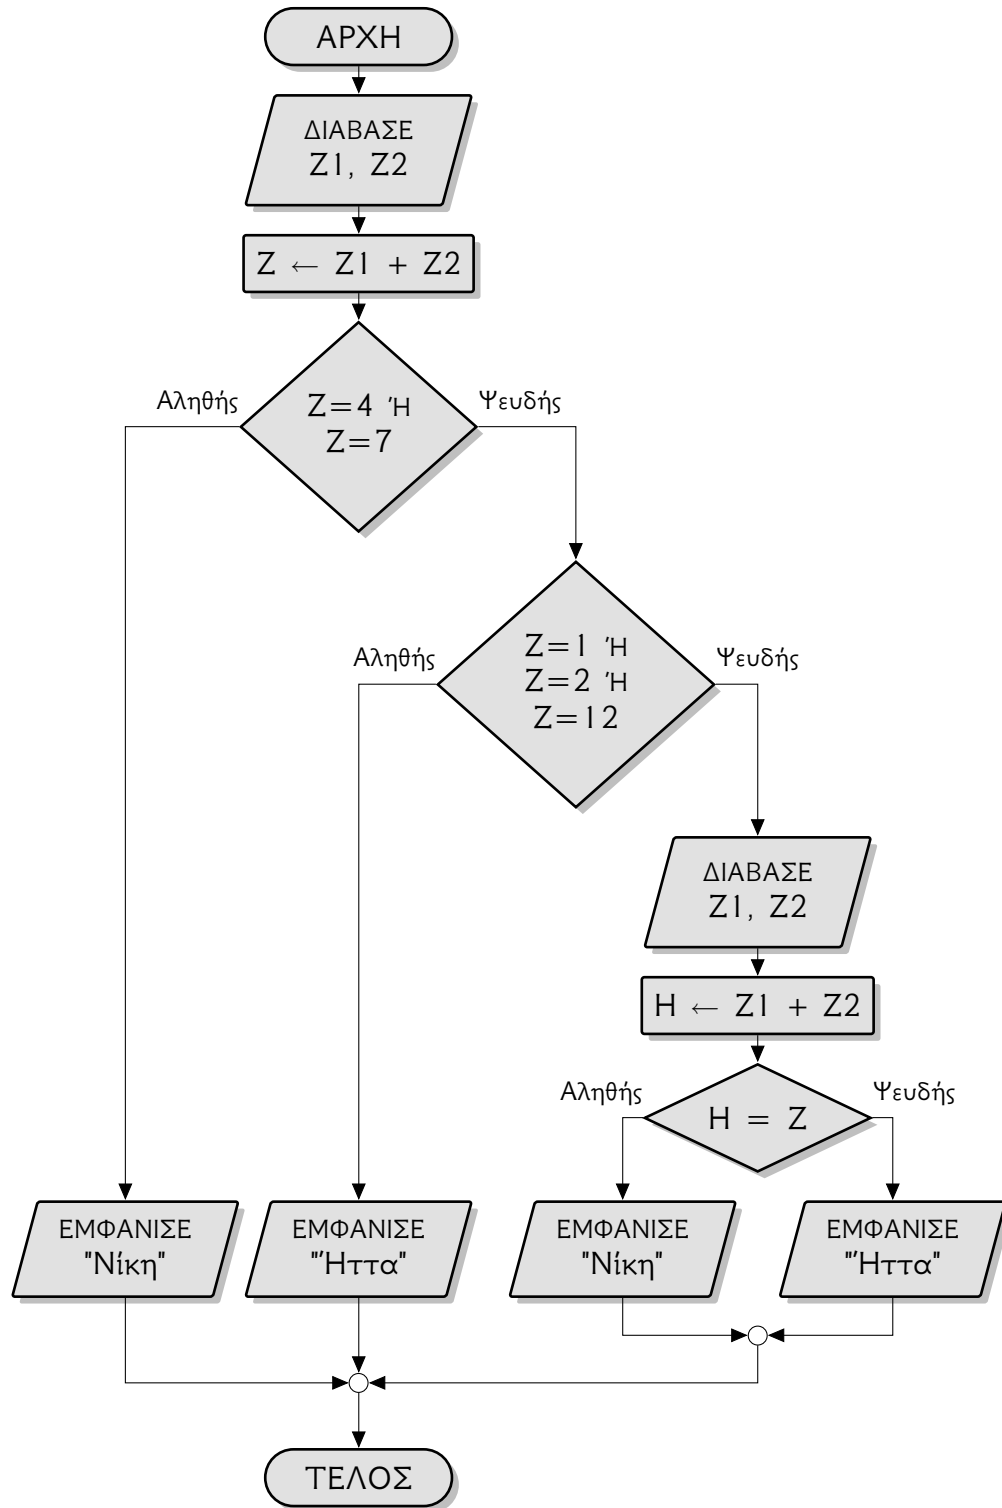 ΑΡΧΗ
ΔΙΑΒΑΣΕ
Z1, Z2
Z ← Z1 + Z2
Αληθής
Z=4 Ή
Z=7
Ψευδής
Αληθής
Z=1 Ή
Z=2 Ή
Z=12
Ψευδής
ΔΙΑΒΑΣΕ
Z1, Z2
H ← Z1 + Z2
Αληθής
H = Z
Ψευδής
ΕΜΦΑΝΙΣΕ
"Νίκη"
ΕΜΦΑΝΙΣΕ
"Ήττα"
ΕΜΦΑΝΙΣΕ
"Νίκη"
ΕΜΦΑΝΙΣΕ
"Ήττα"
ΤΕΛΟΣ